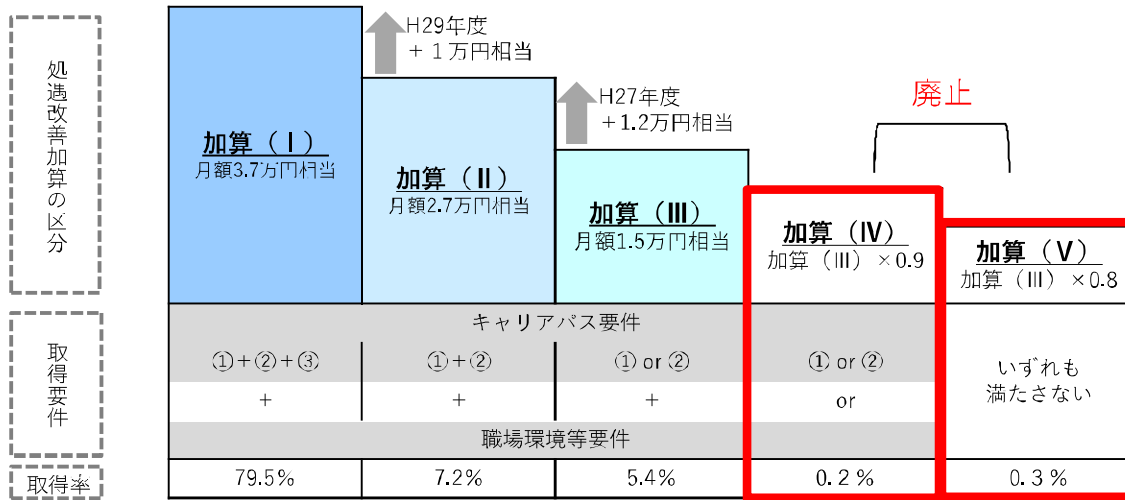 処遇改善加算の区分
H29年度
+１万円相当
H27年度
+1.2万円相当
廃止
加算（Ⅰ）
月額3.7万円相当
加算（Ⅱ）
月額2.7万円相当
加算（Ⅲ）
月額1.5万円相当
加算（Ⅳ）
加算（Ⅲ）×0.9
加算（Ⅴ）
加算（Ⅲ）×0.8
取得要件
キャリアパス要件
①+②+③
①+②
① or ②
① or ②
いずれも
満たさない
+
+
+
or
職場環境等要件
取得率
79.5%
7.2%
5.4%
0.2%
0.3%